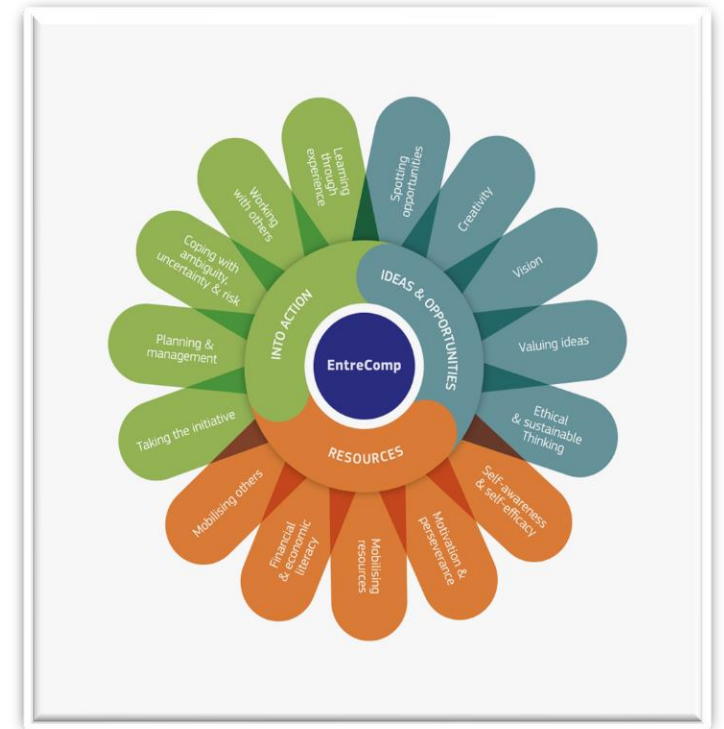 EntreComp
IDEAS & OPPORTUNITIES
Spotting
opportunities
Creativity
Vision
Valuing ideas
Ethical
& sustainable
Thinking
RESOURCES
Self-awareness
& self-efficacy
Motivation &
perseverance
Mobilising
resources
Financial
& economic
literacy
Mobilising others
INTO ACTION
Taking the initiative
Planning &
management
Coping with
ambiguity,
uncertainty & risk
Working
with others
Learning
through
experience